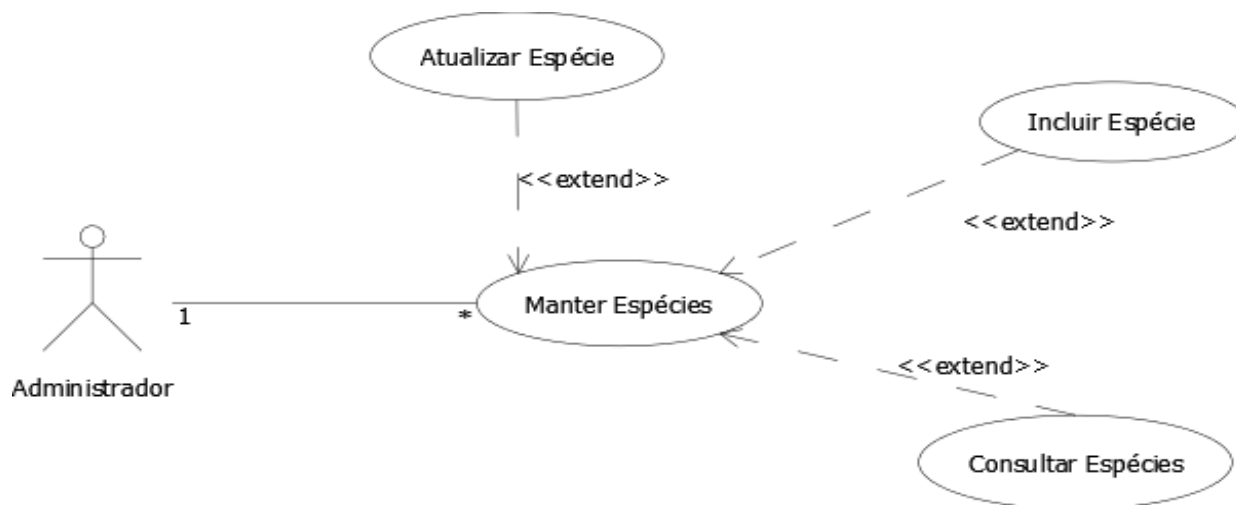 Atualizar Espécie
Incluir Espécie
<<extend>>
<<extend>>
Manter Espécies
1
*
<<extend>>
Administrador
Consultar Espécies